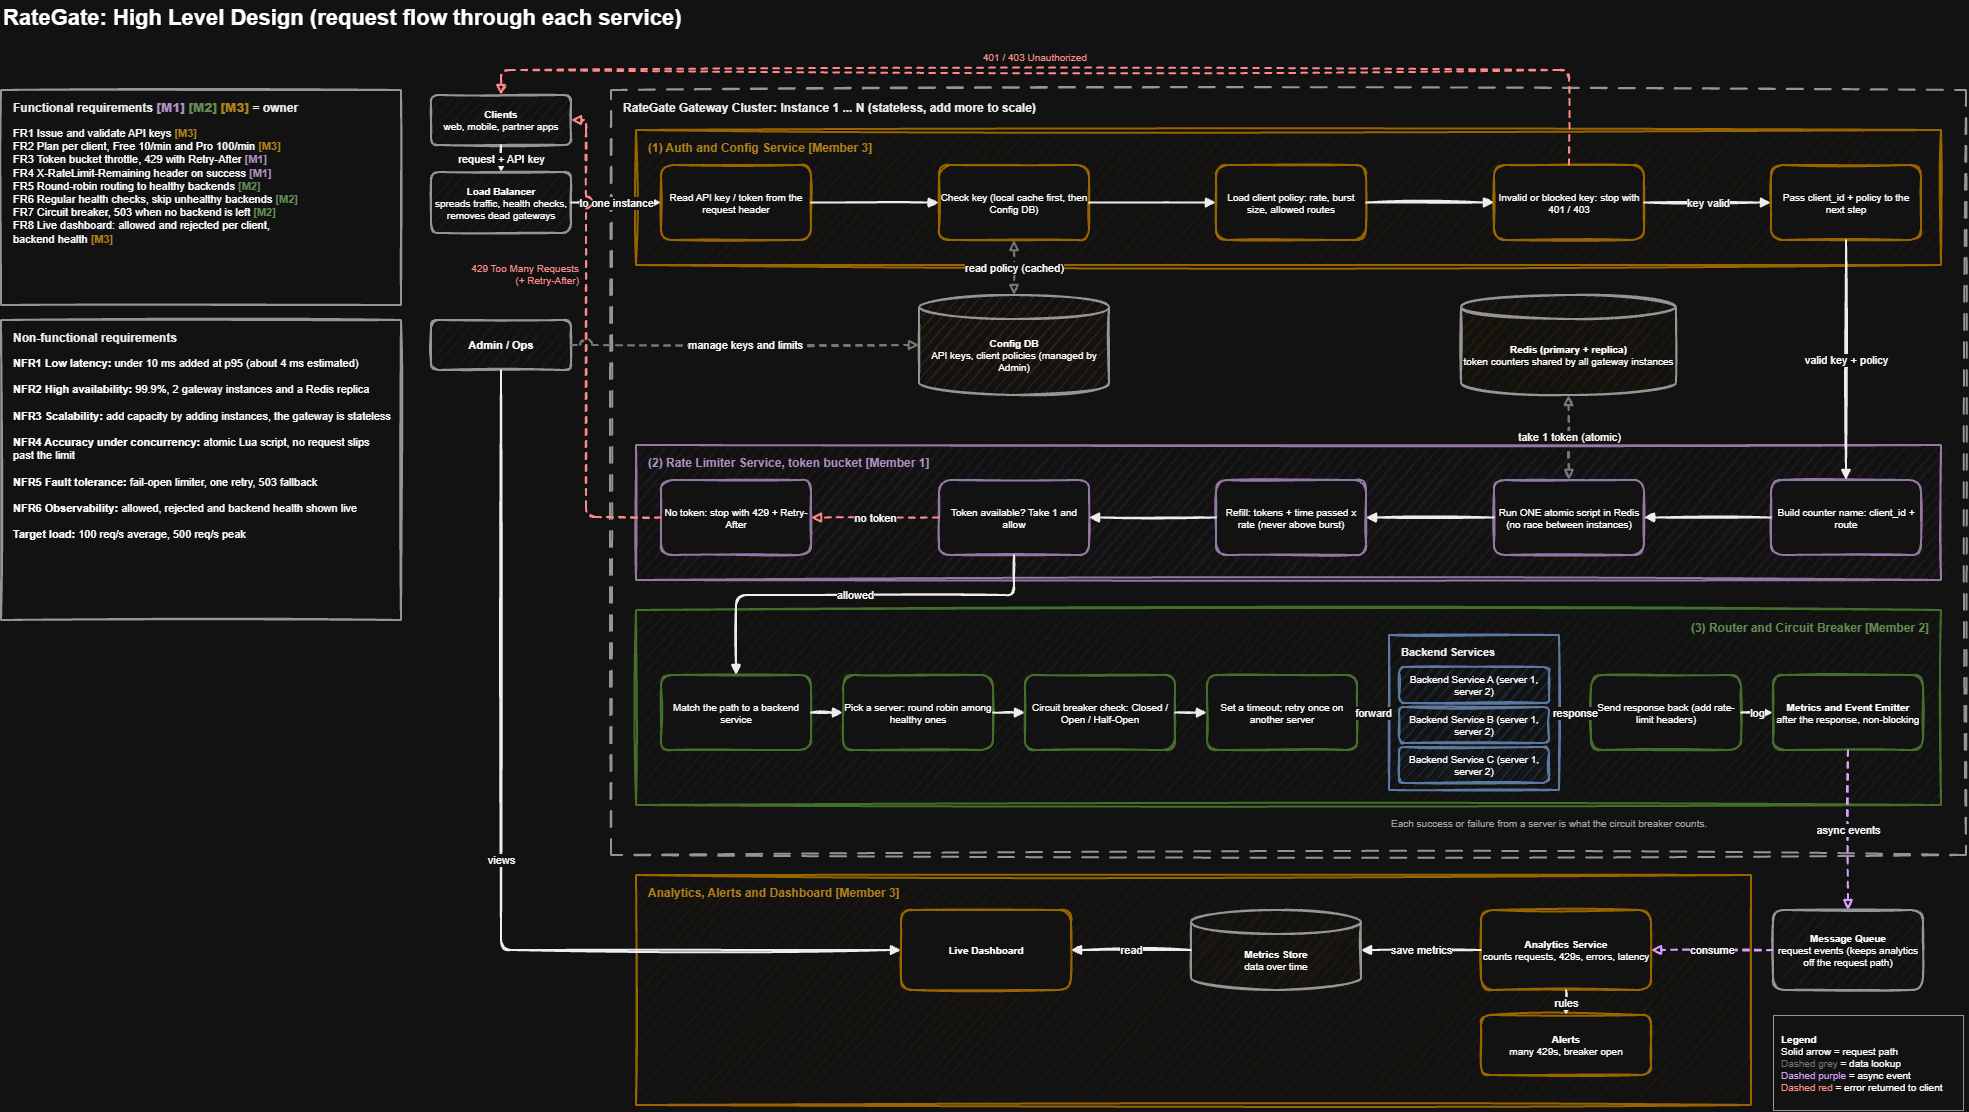 RateGate: High Level Design (request flow through each service)
Functional requirements [M1] [M2] [M3] = owner
FR1 Issue and validate API keys [M3]
FR2 Plan per client, Free 10/min and Pro 100/min [M3]
FR3 Token bucket throttle, 429 with Retry-After [M1]
FR4 X-RateLimit-Remaining header on success [M1]
FR5 Round-robin routing to healthy backends [M2]
FR6 Regular health checks, skip unhealthy backends [M2]
FR7 Circuit breaker, 503 when no backend is left [M2]
FR8 Live dashboard: allowed and rejected per client,
backend health [M3]
Non-functional requirements
NFR1 Low latency: under 10 ms added at p95 (about 4 ms estimated)
NFR2 High availability: 99.9%, 2 gateway instances and a Redis replica
NFR3 Scalability: add capacity by adding instances, the gateway is stateless
NFR4 Accuracy under concurrency: atomic Lua script, no request slips
past the limit
NFR5 Fault tolerance: fail-open limiter, one retry, 503 fallback
NFR6 Observability: allowed, rejected and backend health shown live
Target load: 100 req/s average, 500 req/s peak
401 / 403 Unauthorized
Clients
web, mobile, partner apps
request + API key
Load Balancer
spreads traffic, health checks,
removes dead gateways
to one instance
429 Too Many Requests
(+ Retry-After)
Admin / Ops
manage keys and limits
views
RateGate Gateway Cluster: Instance 1 ... N (stateless, add more to scale)
(1) Auth and Config Service [Member 3]
Read API key / token from the
request header
Check key (local cache first, then
Config DB)
Load client policy: rate, burst
size, allowed routes
Invalid or blocked key: stop with
401 / 403
key valid
Pass client_id + policy to the
next step
read policy (cached)
Config DB
API keys, client policies (managed by
Admin)
Redis (primary + replica)
token counters shared by all gateway instances
valid key + policy
take 1 token (atomic)
(2) Rate Limiter Service, token bucket [Member 1]
No token: stop with 429 + Retry-
After
no token
Token available? Take 1 and
allow
Refill: tokens + time passed x
rate (never above burst)
Run ONE atomic script in Redis
(no race between instances)
Build counter name: client_id +
route
allowed
(3) Router and Circuit Breaker [Member 2]
Match the path to a backend
service
Pick a server: round robin among
healthy ones
Circuit breaker check: Closed /
Open / Half-Open
Set a timeout; retry once on
another server
forward
Backend Services
Backend Service A (server 1,
server 2)
Backend Service B (server 1,
server 2)
Backend Service C (server 1,
server 2)
response
Send response back (add rate-
limit headers)
log
Metrics and Event Emitter
after the response, non-blocking
Each success or failure from a server is what the circuit breaker counts.
async events
Analytics, Alerts and Dashboard [Member 3]
Live Dashboard
read
Metrics Store
data over time
save metrics
Analytics Service
counts requests, 429s, errors, latency
consume
Message Queue
request events (keeps analytics
off the request path)
rules
Alerts
many 429s, breaker open
Legend
Solid arrow = request path
Dashed grey = data lookup
Dashed purple = async event
Dashed red = error returned to client